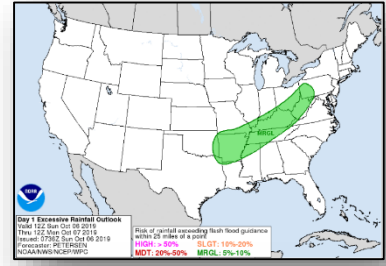 MRGL
NOAA
Day 1 Excessive Rainfall Outlook
Valid 12Z Sun Oct 06 2019
Thru 12Z Mon Oct 07 2019
Issued: 0736Z Sun Oct 06 2019
Forecaster: PETERSEN
NOAA/NWS/NCEP/WPC
Risk of rainfall exceeding flash flood guidance
within 25 miles of a point
HIGH: > 50% SLGT: 10%-20%
MDT: 20%-50% MRGL: 5%-10%